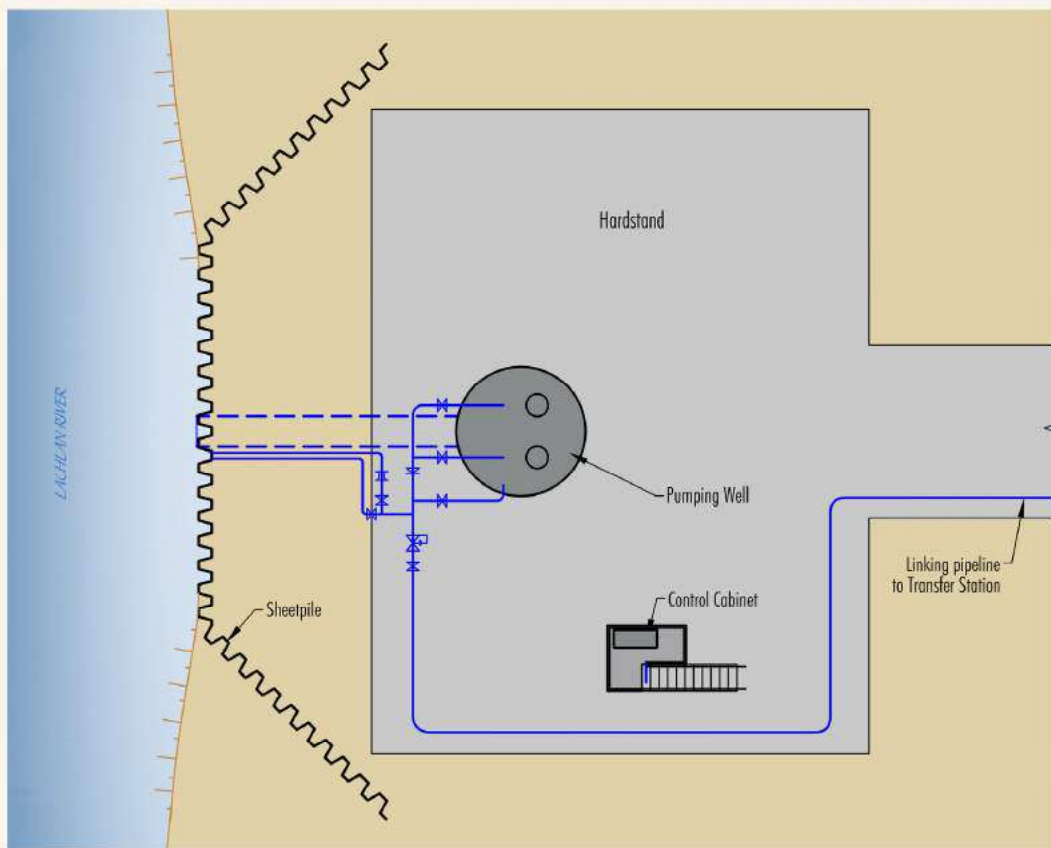 Hardstand
LACHLAN RIVER
Pumping Well
Linking pipeline
to Transfer Station
Control Cabinet
Sheetpile